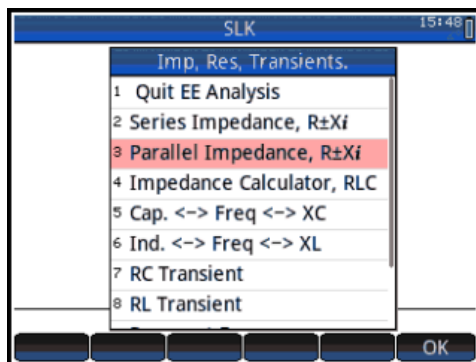 SLK
15:48
Imp, Res, Transients.
1 Quit EE Analysis
2 Series Impedance, R±Xi
3 Parallel Impedance, R±Xi
4 Impedance Calculator, RLC
5 Cap. <-> Freq <-> XC
6 Ind. <-> Freq <-> XL
7 RC Transient
8 RL Transient
OK